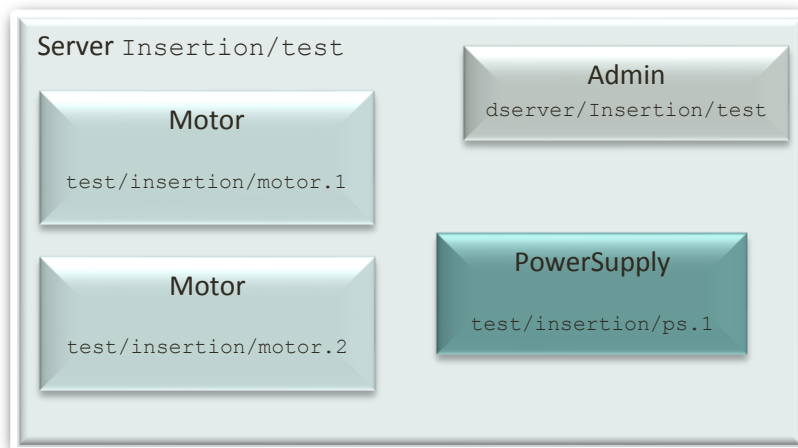 Server Insertion/test
Admin
dserver/Insertion/test
Motor
test/insertion/motor.1
PowerSupply
test/insertion/ps.1
Motor
test/insertion/motor.2